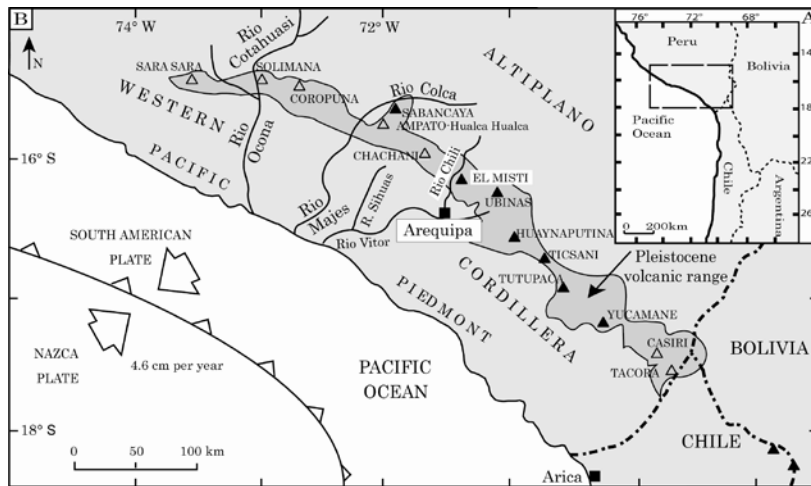 B
74° W
72° W
N
Rio
Cotahuasi
SARA SARA
SOLIMANA
COROPUNA
Rio Colca
SABANCAYA
AMPATO-Hualca Hualca
ALTIPLANO
WESTERN
Rio
Ocona
CHACHANI
Rio Chili
16° S
PACIFIC
EL MISTI
UBINAS
Rio
Majes
R. Sihuas
Rio Vitor
Arequipa
HUAYNAPUTINA
TICSANI
TUTUPACA
Pleistocene
volcanic range
SOUTH AMERICAN
PLATE
CORDILLERA
PIEDMONT
YUCAMANE
CASIRI
TACORA
BOLIVIA
NAZCA
PLATE
4.6 cm per year
PACIFIC
OCEAN
CHILE
18° S
0 50 100 km
Arica
A
76°
72°
68°
Peru
Bolivia
14
Pacific
Ocean
18
22
Chile
Argentina
26
0 200km